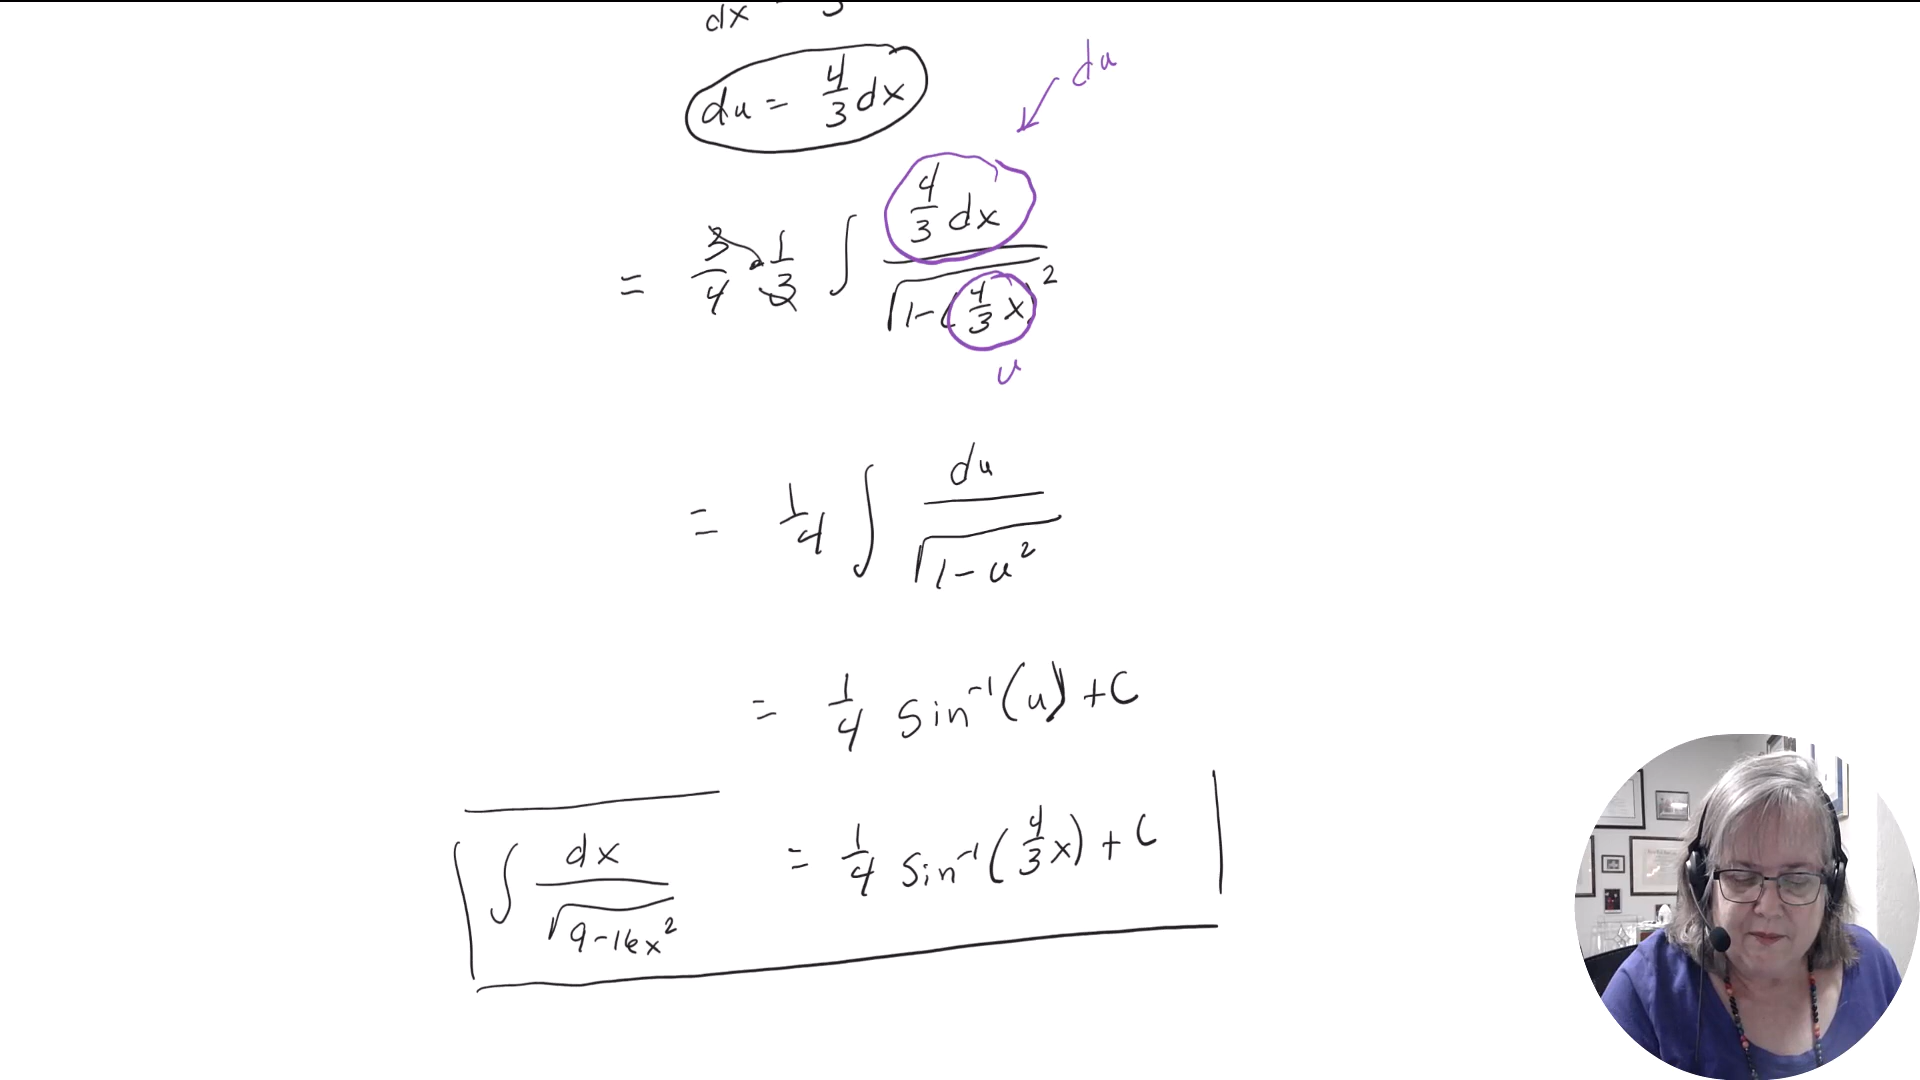 dx
du = 4/3 dx
du
= 3/4 · 1/3 ∫ (4/3 dx)/√(1-(4/3 x)²)
u
= 1/4 ∫ du/√(1-u²)
= 1/4 sin⁻¹(u) + C
∫ dx/√(9-16x²) = 1/4 sin⁻¹(4/3 x) + C